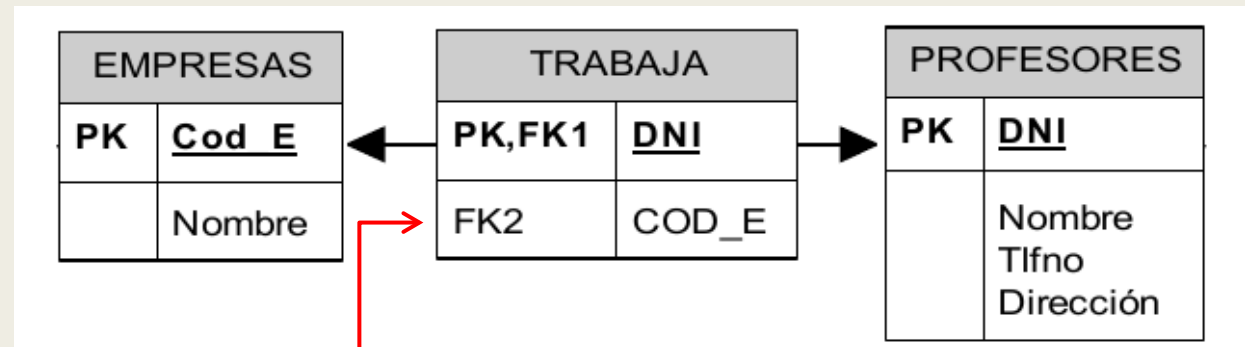 EMPRESAS
PK Cod_E
Nombre
TRABAJA
PK,FK1 DNI
FK2 COD_E
PROFESORES
PK DNI
Nombre
Tlfno
Dirección